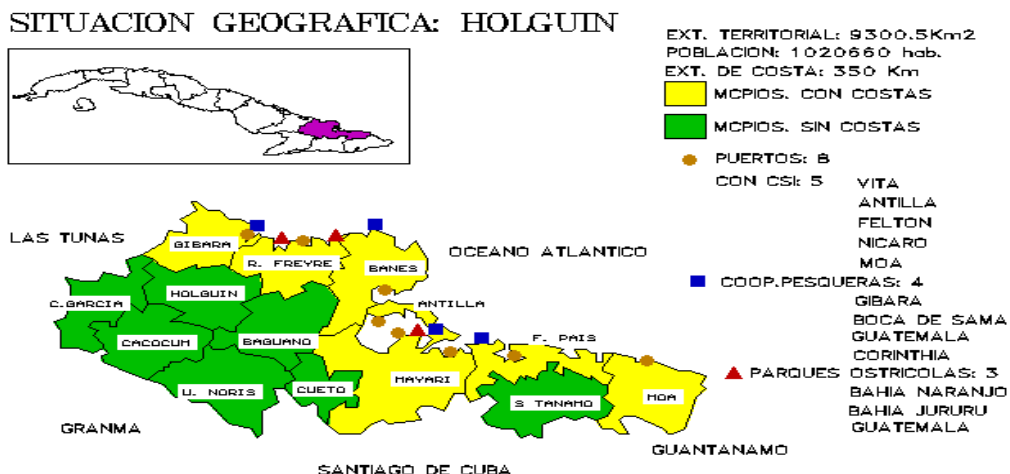 SITUACION GEOGRAFICA: HOLGUIN
EXT. TERRITORIAL: 9300.5Km2
POBLACION: 1020660 hab.
EXT. DE COSTA: 350 Km
MCPIOS. CON COSTAS
MCPIOS. SIN COSTAS
PUERTOS: 8
CON CSI: 5
VITA
ANTILLA
FELTON
NICARO
MOA
COOP.PESQUERAS: 4
GIBARA
BOCA DE SAMA
GUATEMALA
CORINTHIA
PARQUES OSTRICOLAS: 3
BAHIA NARANJO
BAHIA JURURU
GUATEMALA
LAS TUNAS
GIBARA
OCEANO ATLANTICO
R. FREYRE
BANES
HOLGUIN
C.GARCIA
ANTILLA
CACOCUM
BAGUANO
F. PAIS
MAYARI
U. NORIS
CUETO
S TANAMO
MOA
GRANMA
GUANTANAMO
SANTIAGO DE CUBA